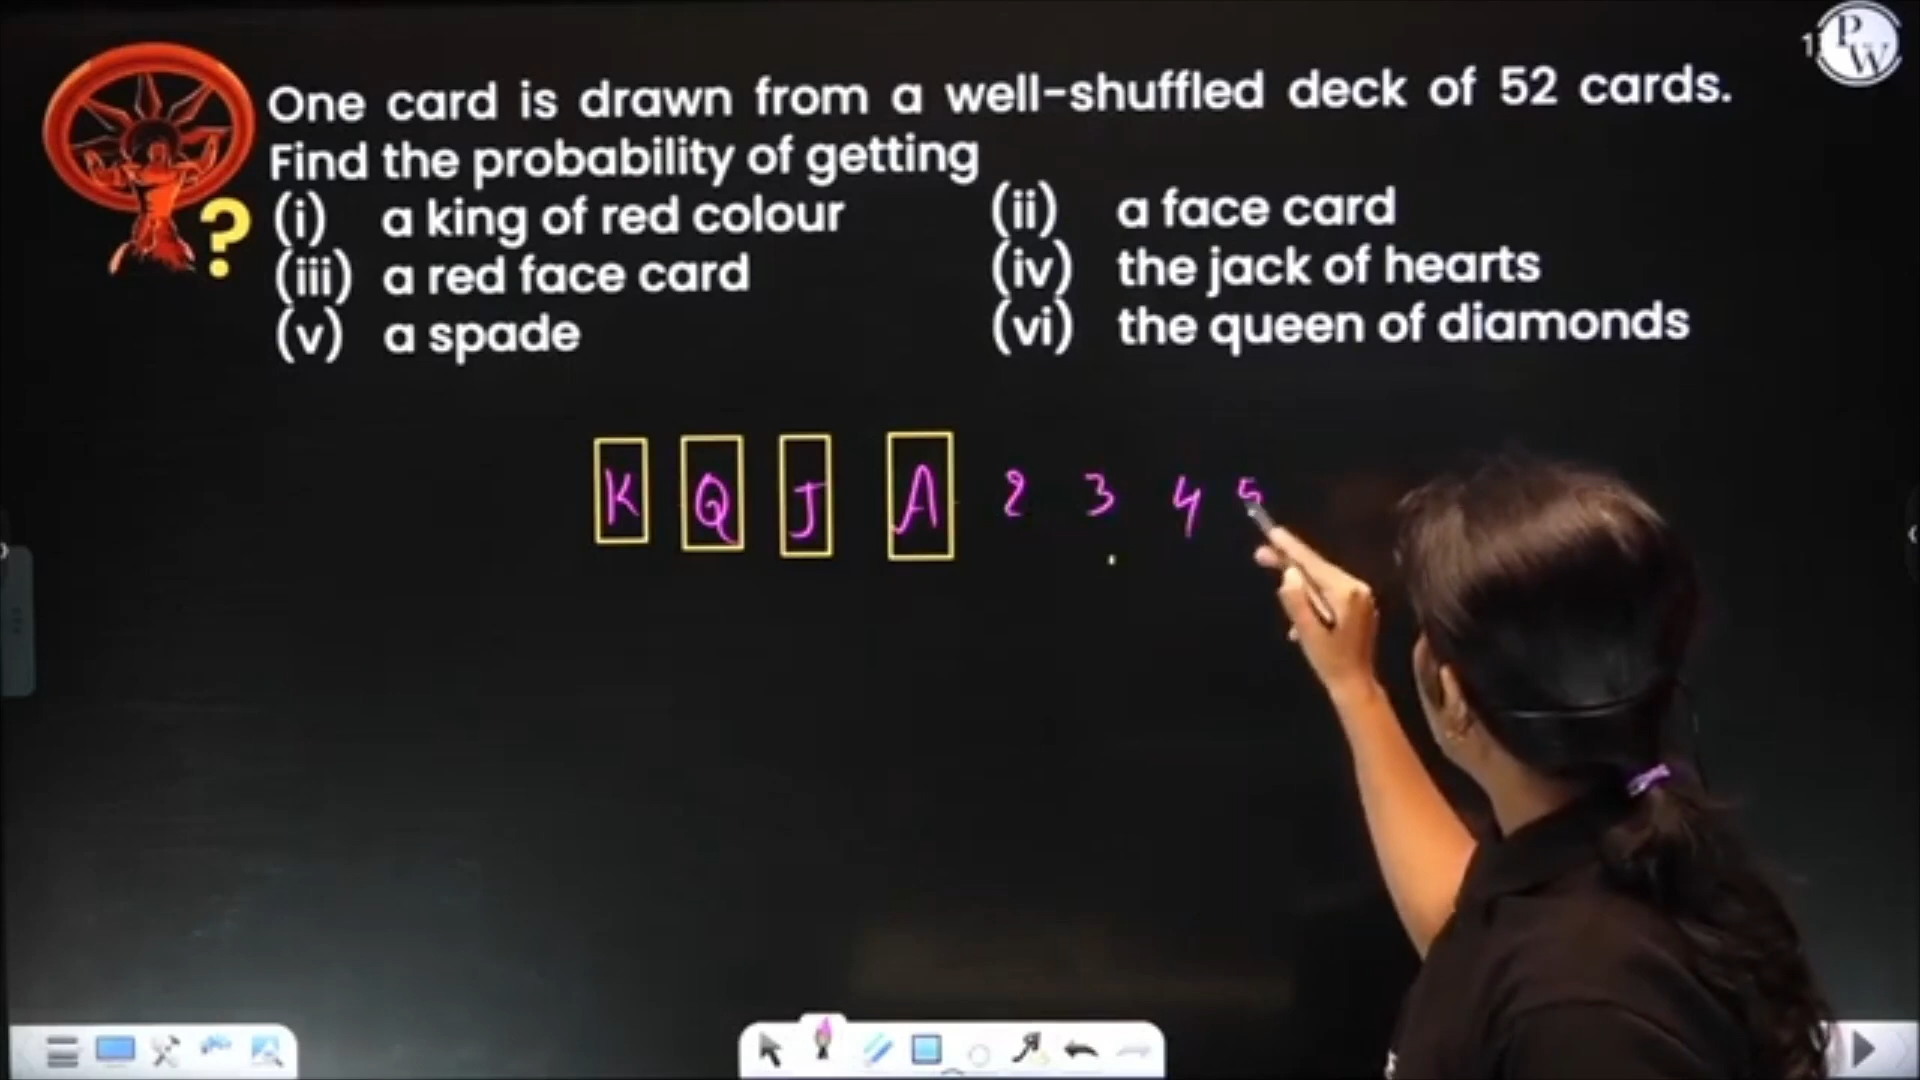 PW
One card is drawn from a well-shuffled deck of 52 cards.
Find the probability of getting
(i) a king of red colour (ii) a face card
(iii) a red face card (iv) the jack of hearts
(v) a spade (vi) the queen of diamonds
?
K Q J A 2 3 4 5